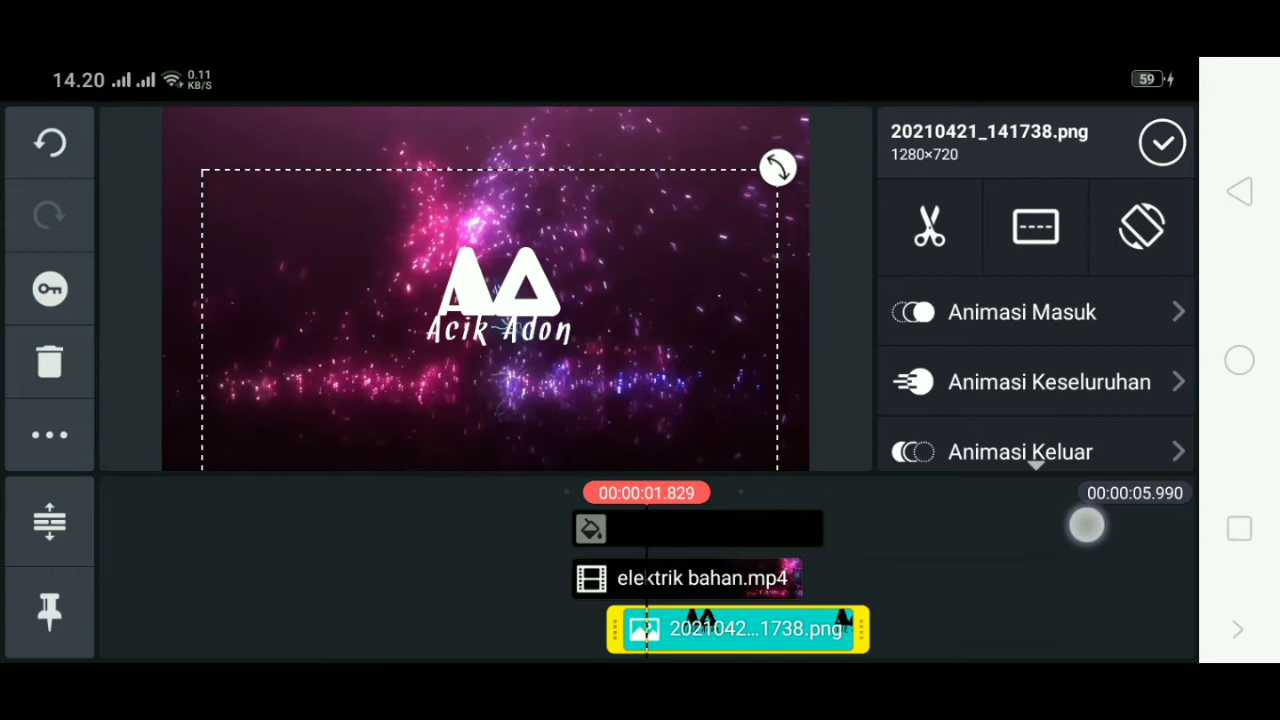 14.20
0.11
KB/S
59
20210421_141738.png
1280×720
Acik Adon
Animasi Masuk
Animasi Keseluruhan
Animasi Keluar
00:00:01.829
00:00:05.990
elektrik bahan.mp4
2021042...1738.png